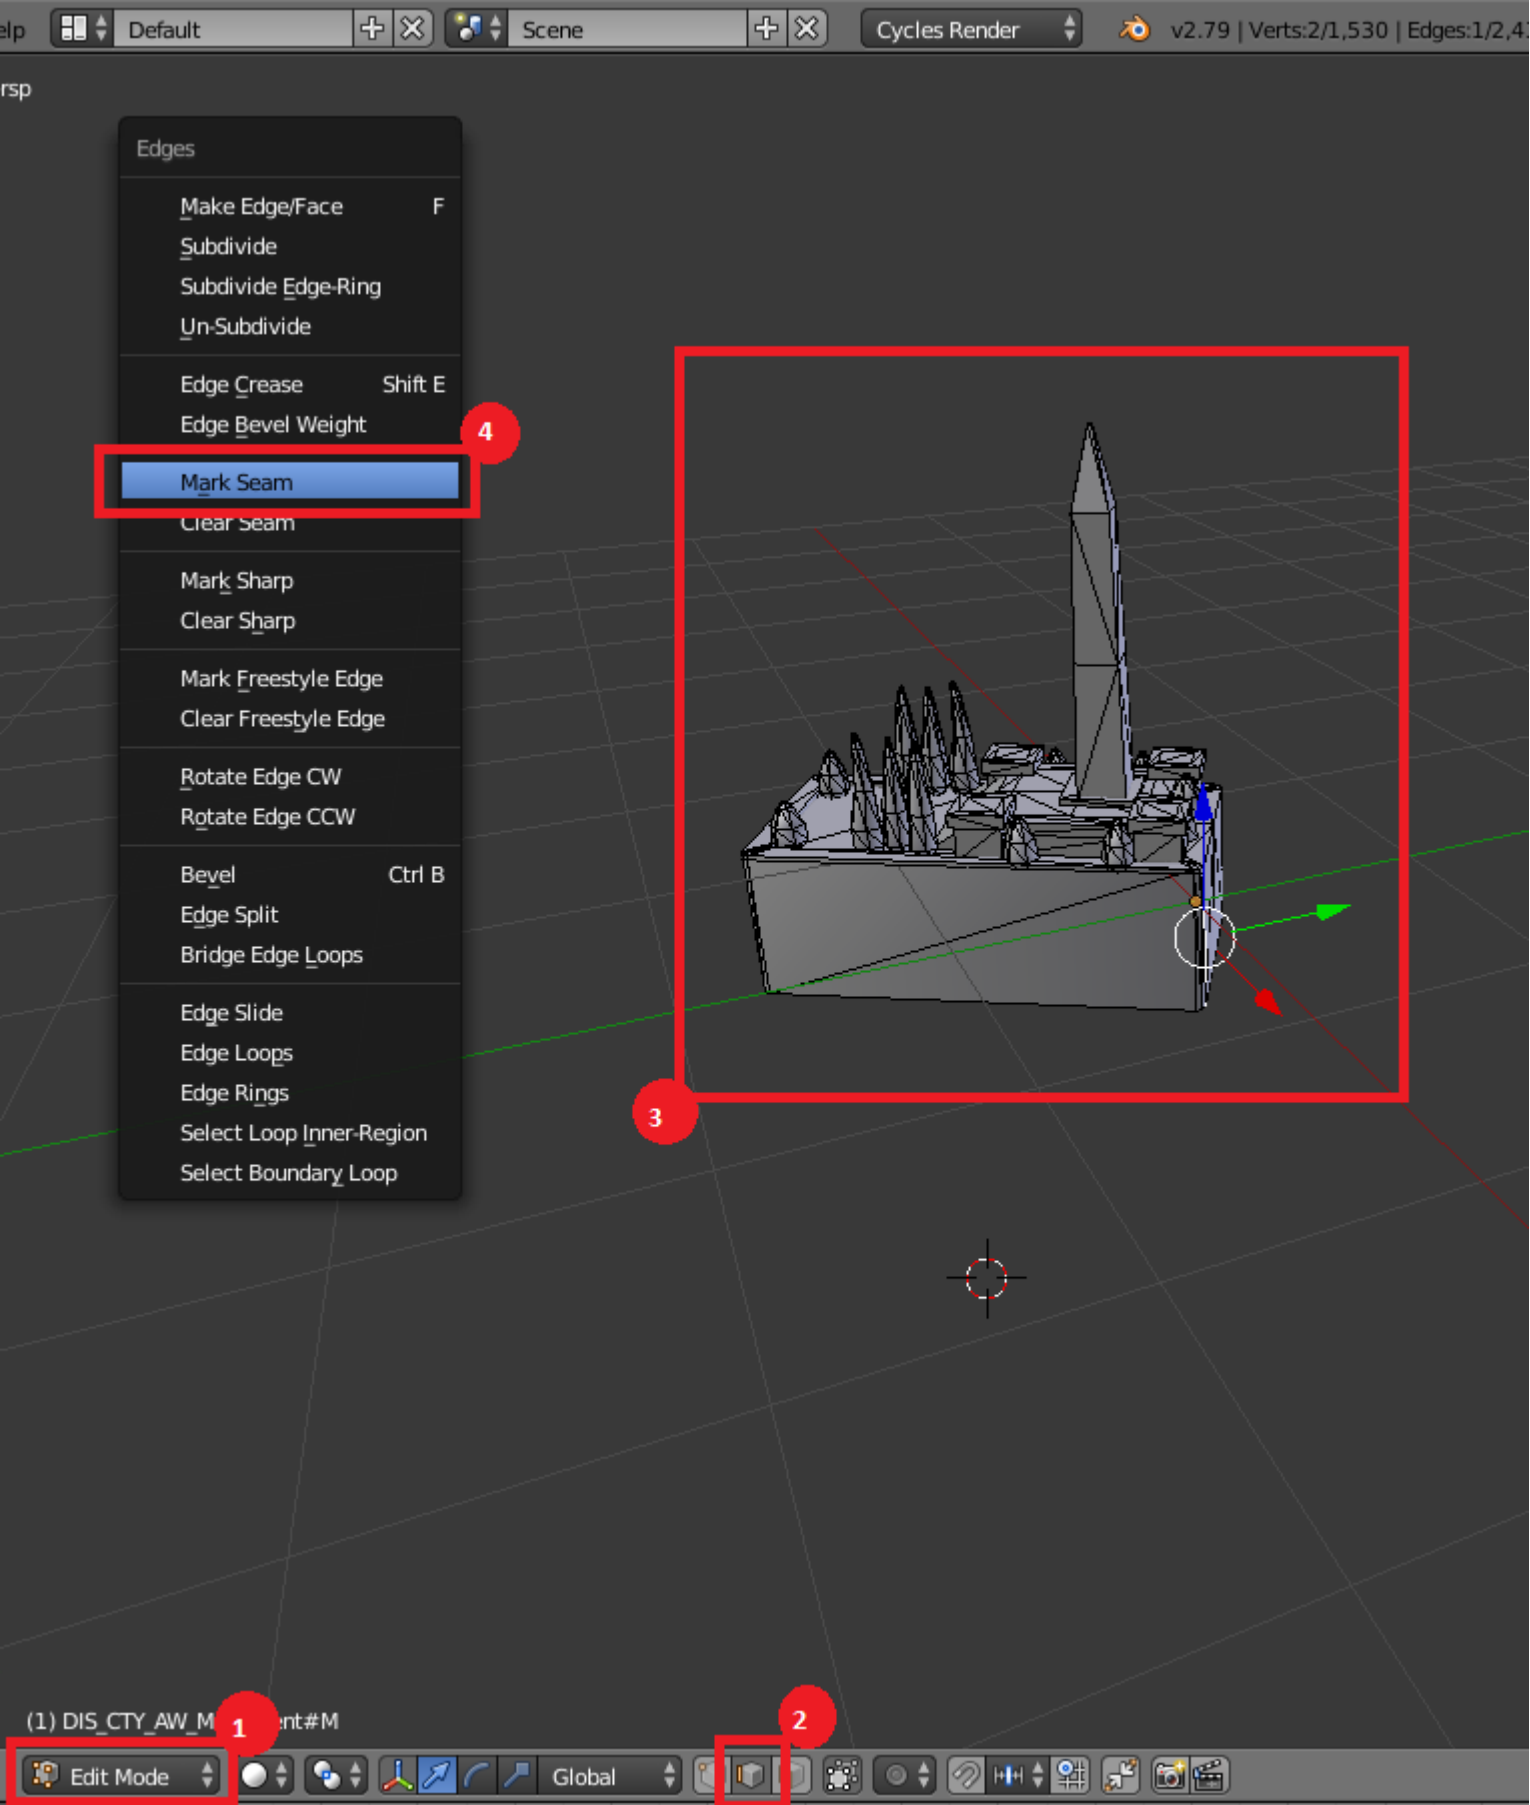 elp Default Scene Cycles Render v2.79 | Verts:2/1,530 | Edges:1/2,4
rsp
Edges
Make Edge/Face F
Subdivide
Subdivide Edge-Ring
Un-Subdivide
Edge Crease Shift E
Edge Bevel Weight
4
Mark Seam
Clear Seam
Mark Sharp
Clear Sharp
Mark Freestyle Edge
Clear Freestyle Edge
Rotate Edge CW
Rotate Edge CCW
Bevel Ctrl B
Edge Split
Bridge Edge Loops
Edge Slide
Edge Loops
Edge Rings
3
Select Loop Inner-Region
Select Boundary Loop
(1) DIS_CTY_AW_M
1
ent#M
2
Edit Mode Global